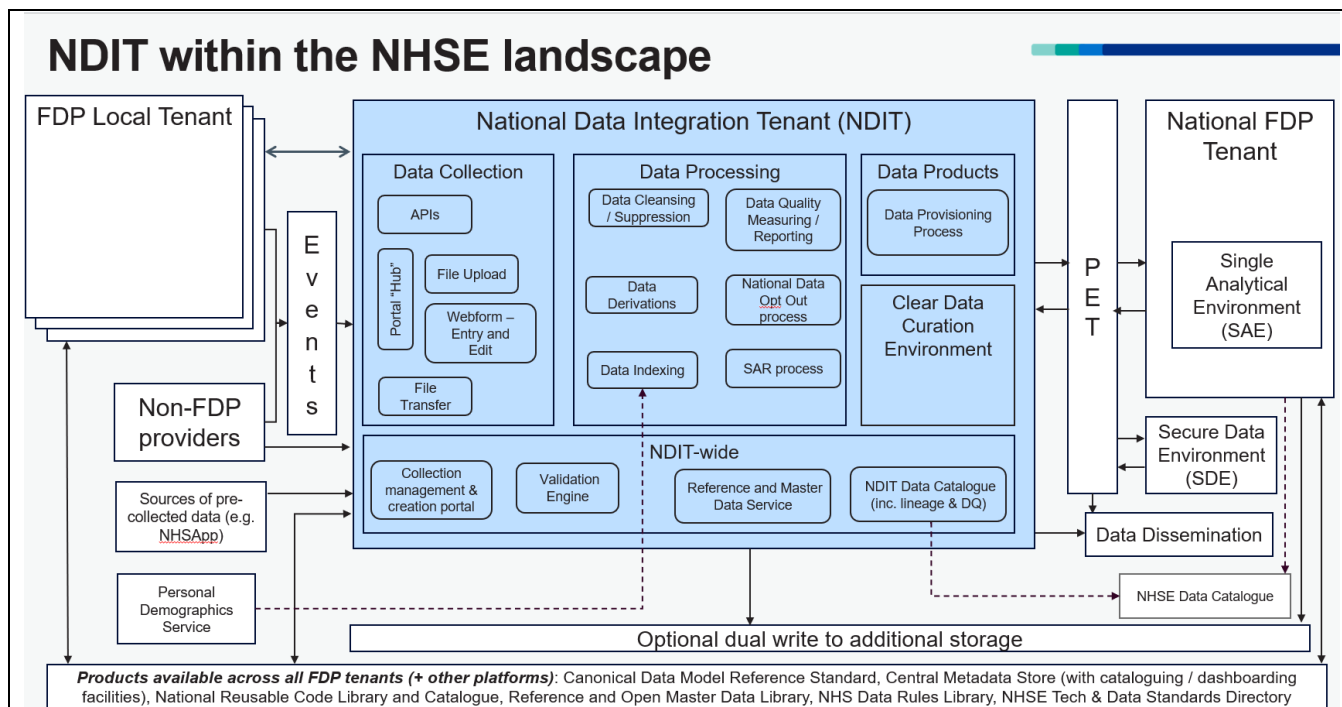 NDIT within the NHSE landscape
FDP Local Tenant
Non-FDP
providers
Sources of pre-
collected data (e.g.
NHSApp)
Personal
Demographics
Service
E
v
e
n
t
s
National Data Integration Tenant (NDIT)
Data Collection
APIs
Portal "Hub"
File Upload
Webform –
Entry and
Edit
File
Transfer
Data Processing
Data Cleansing
/ Suppression
Data Quality
Measuring /
Reporting
Data
Derivations
National Data
Opt Out
process
Data Indexing
SAR process
Data Products
Data Provisioning
Process
Clear Data
Curation
Environment
NDIT-wide
Collection
management &
creation portal
Validation
Engine
Reference and Master
Data Service
NDIT Data Catalogue
(inc. lineage & DQ)
P
E
T
National FDP
Tenant
Single
Analytical
Environment
(SAE)
Secure Data
Environment
(SDE)
Data Dissemination
NHSE Data Catalogue
Optional dual write to additional storage
Products available across all FDP tenants (+ other platforms): Canonical Data Model Reference Standard, Central Metadata Store (with cataloguing / dashboarding
facilities), National Reusable Code Library and Catalogue, Reference and Open Master Data Library, NHS Data Rules Library, NHSE Tech & Data Standards Directory